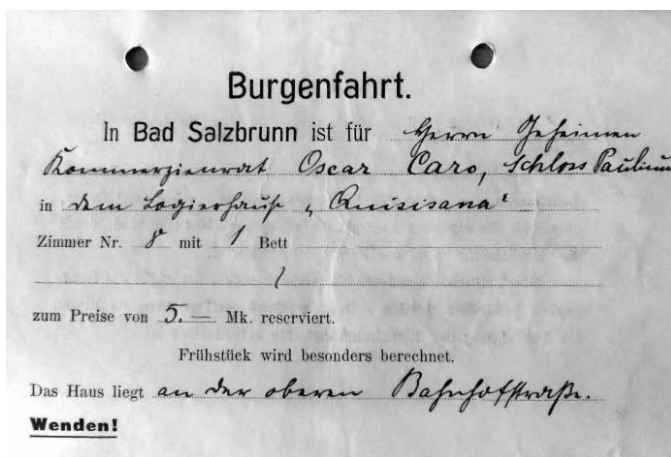 Burgenfahrt.
In Bad Salzbrunn ist für Herrn Geheimen
Kommerzienrat Oscar Caro, Schloss Paulinum
in dem Logierhause „Quisisana"
Zimmer Nr. 8 mit 1 Bett
zum Preise von 5.— Mk. reserviert.
Frühstück wird besonders berechnet.
Das Haus liegt an der oberen Bahnhofstraße.
Wenden!